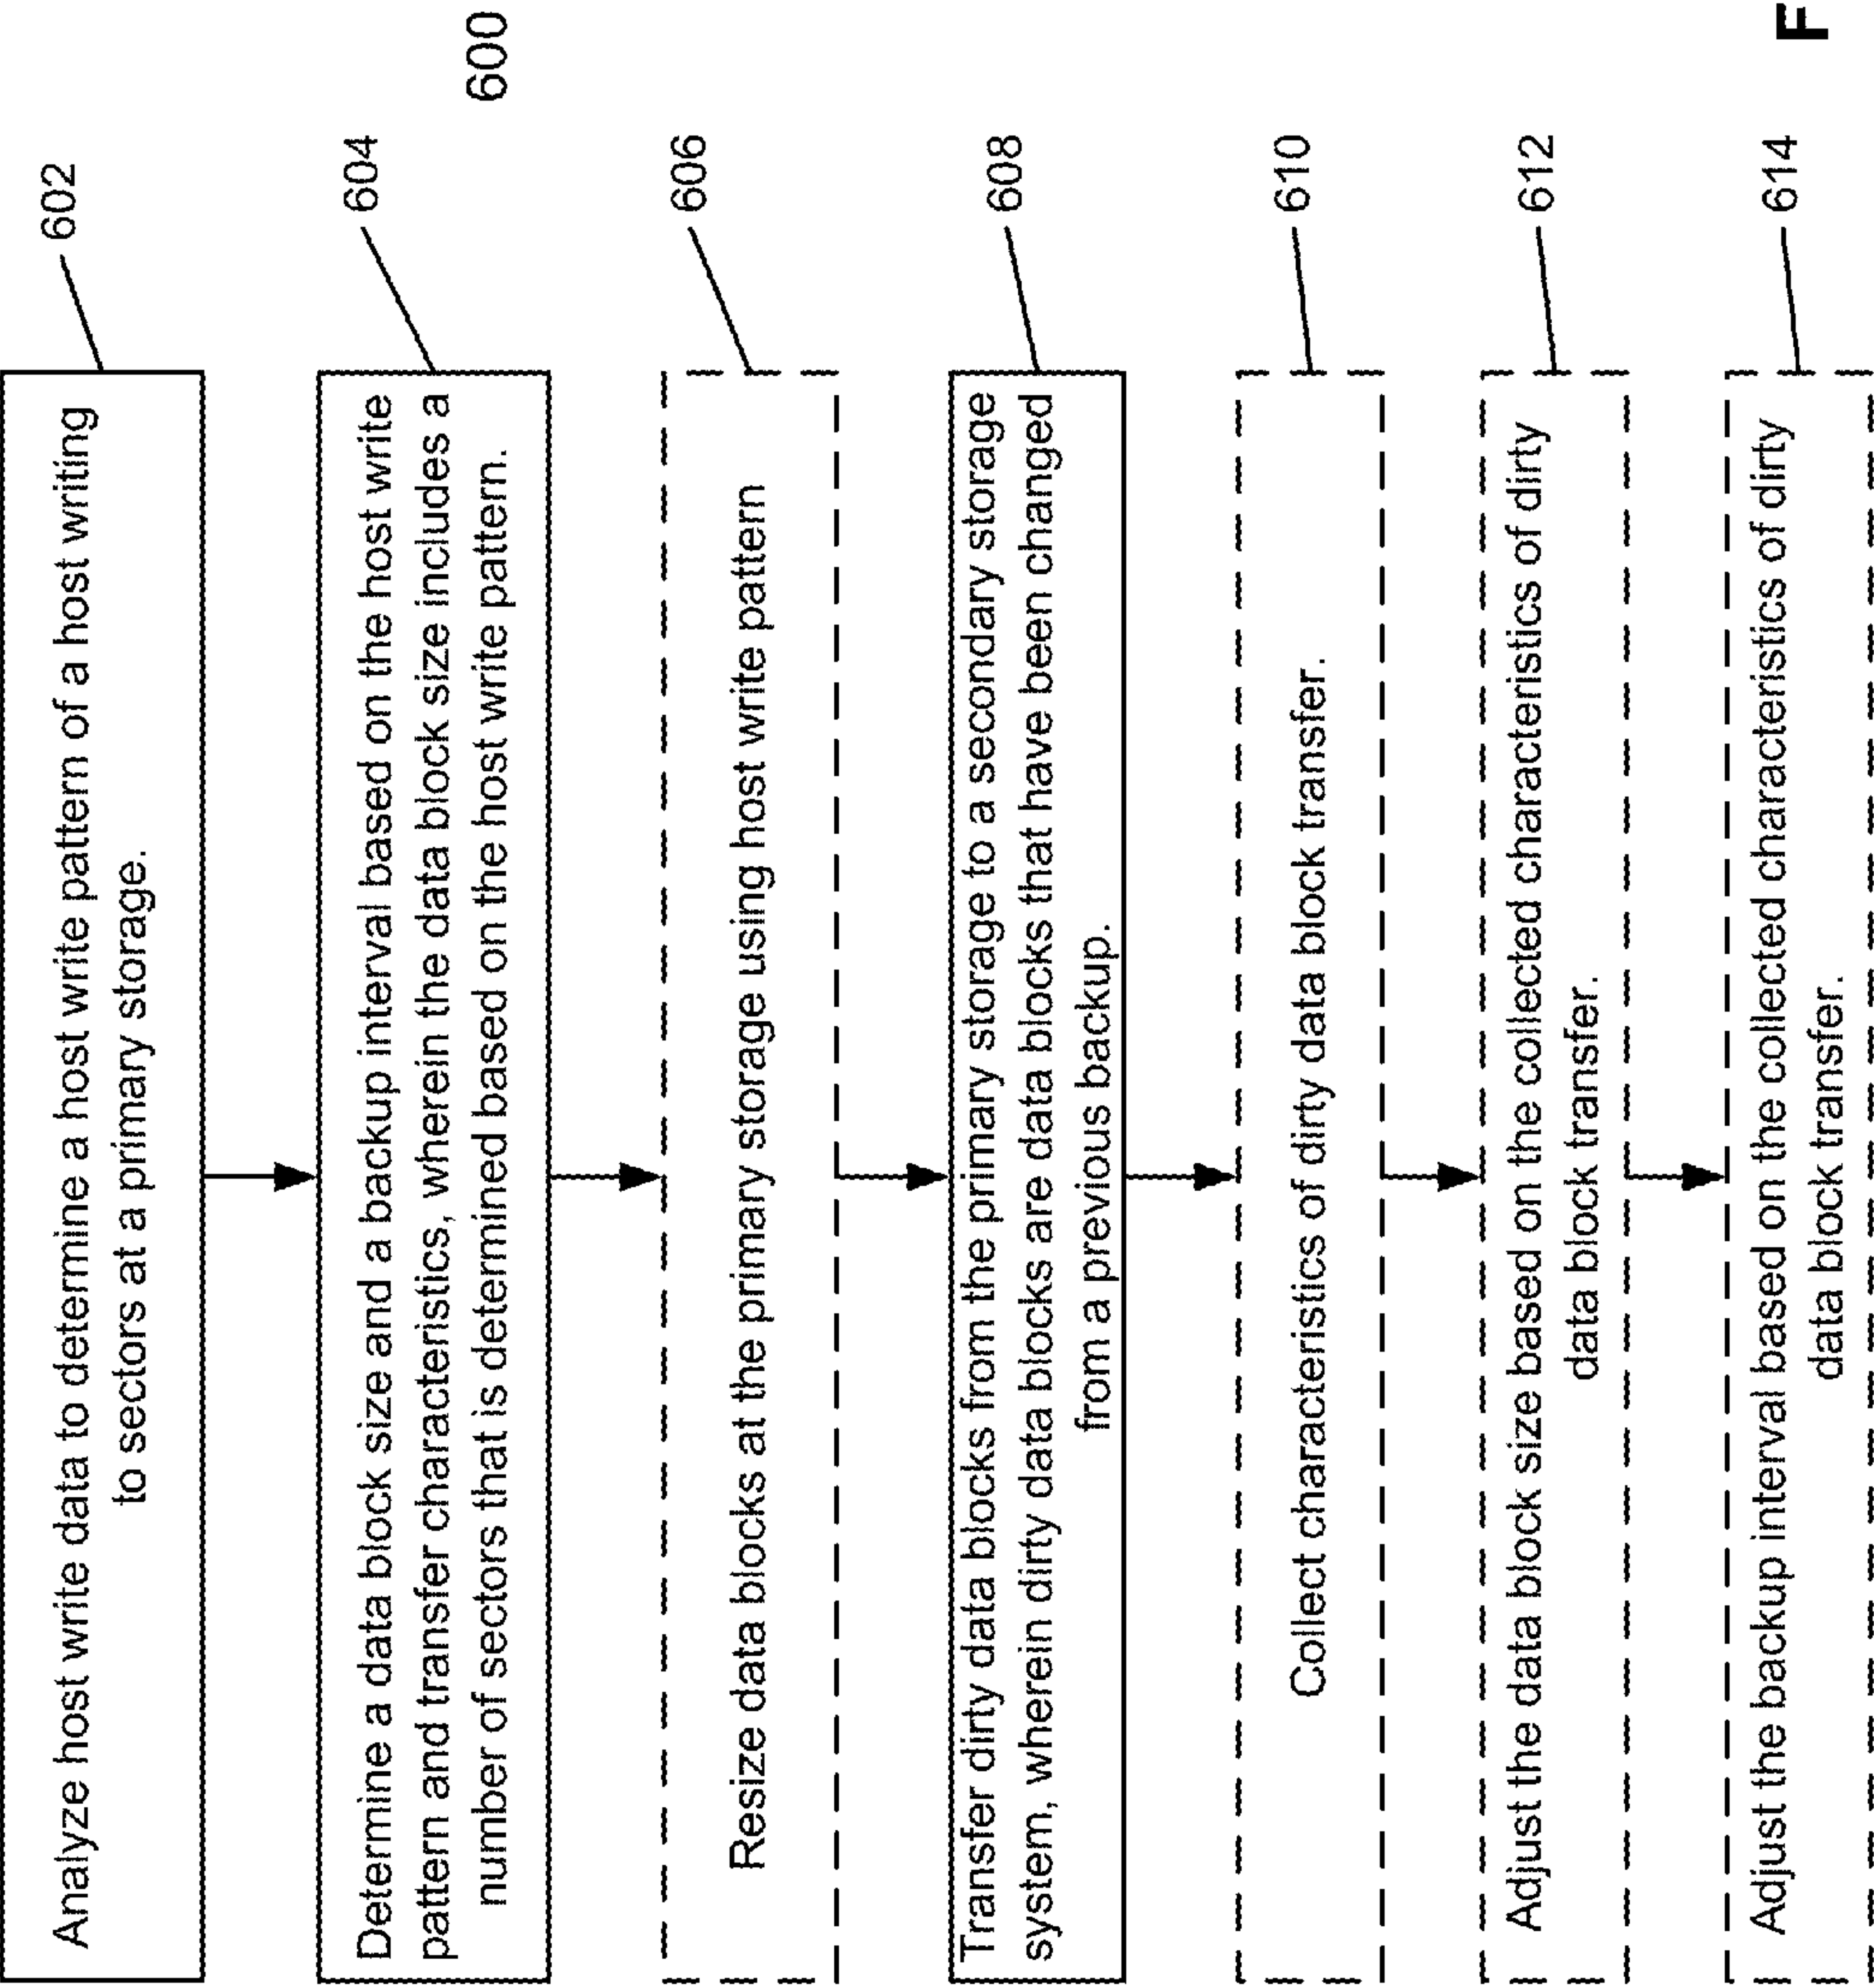 602
Analyze host write data to determine a host write pattern of a host writing
to sectors at a primary storage.
604
Determine a data block size and a backup interval based on the host write
pattern and transfer characteristics, wherein the data block size includes a
number of sectors that is determined based on the host write pattern.
600
606
Resize data blocks at the primary storage using host write pattern
608
Transfer dirty data blocks from the primary storage to a secondary storage
system, wherein dirty data blocks are data blocks that have been changed
from a previous backup.
610
Collect characteristics of dirty data block transfer.
612
Adjust the data block size based on the collected characteristics of dirty
data block transfer.
614
Adjust the backup interval based on the collected characteristics of dirty
data block transfer.
F